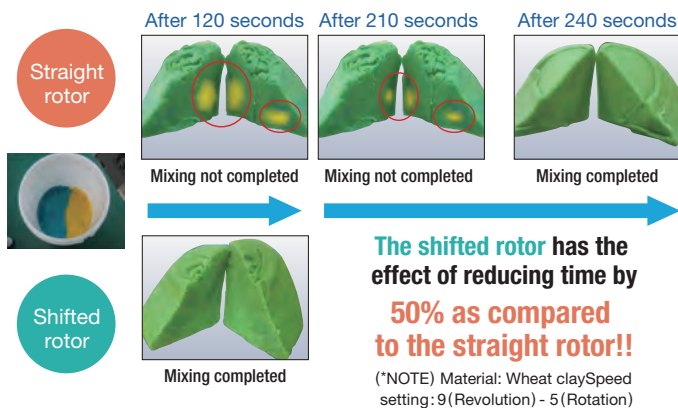 After 120 seconds
After 210 seconds
After 240 seconds
Straight
rotor
Mixing not completed
Mixing not completed
Mixing completed
Shifted
rotor
Mixing completed
The shifted rotor has the
effect of reducing time by
50% as compared
to the straight rotor!!
(*NOTE) Material: Wheat claySpeed
setting: 9 (Revolution) - 5 (Rotation)